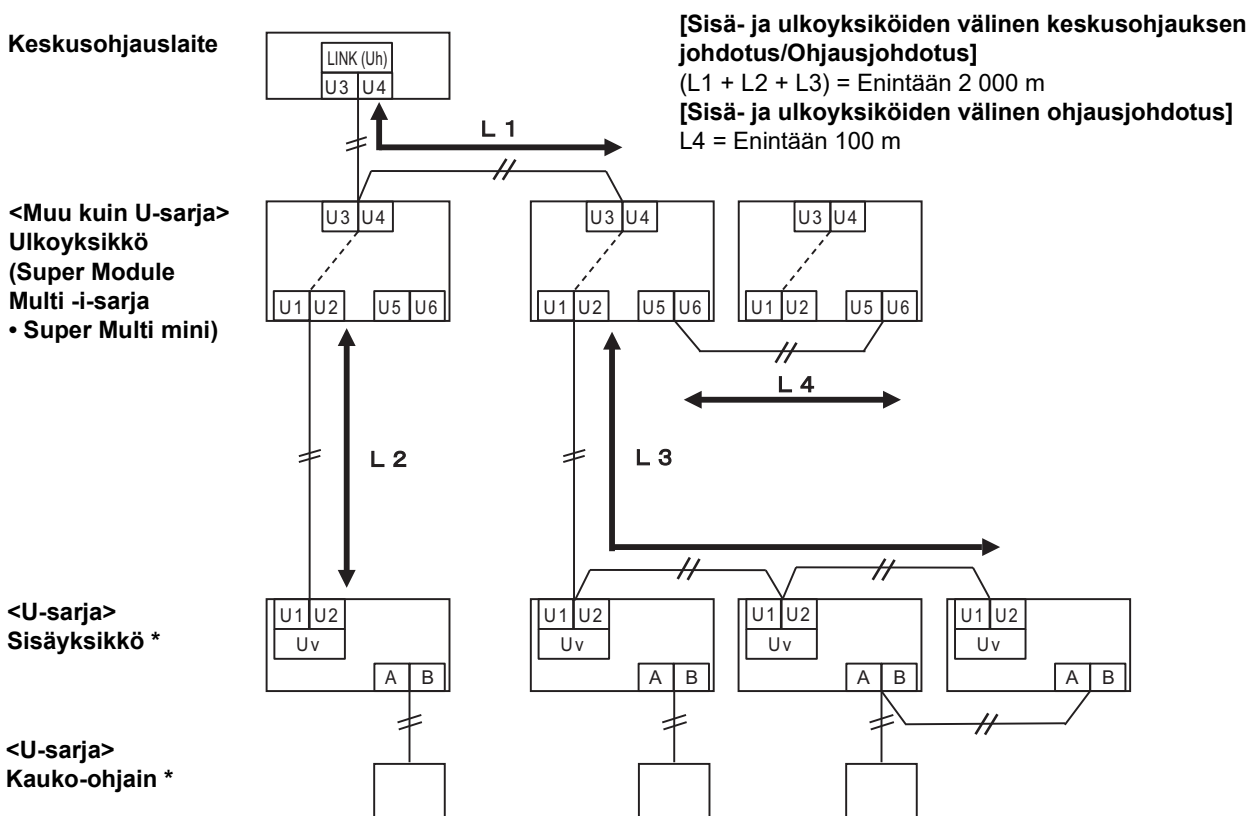 Keskusohjauslaite
LINK (Uh)
U3 U4
[Sisä- ja ulkoyksiköiden välinen keskusohjauksen
johdotus/Ohjausjohdotus]
(L1 + L2 + L3) = Enintään 2 000 m
[Sisä- ja ulkoyksiköiden välinen ohjausjohdotus]
L4 = Enintään 100 m
L 1
<Muu kuin U-sarja>
Ulkoyksikkö
(Super Module
Multi -i-sarja
• Super Multi mini)
U3 U4
U1 U2 U5 U6
U3 U4
U1 U2 U5 U6
U3 U4
U1 U2 U5 U6
L 4
L 2
L 3
<U-sarja>
Sisäyksikkö *
U1 U2
Uv
A B
U1 U2
Uv
A B
U1 U2
Uv
A B
U1 U2
Uv
A B
<U-sarja>
Kauko-ohjain *